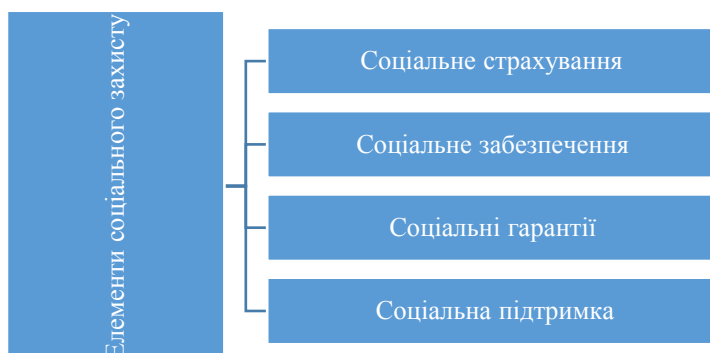 Елементи соціального захисту
Соціальне страхування
Соціальне забезпечення
Соціальні гарантії
Соціальна підтримка